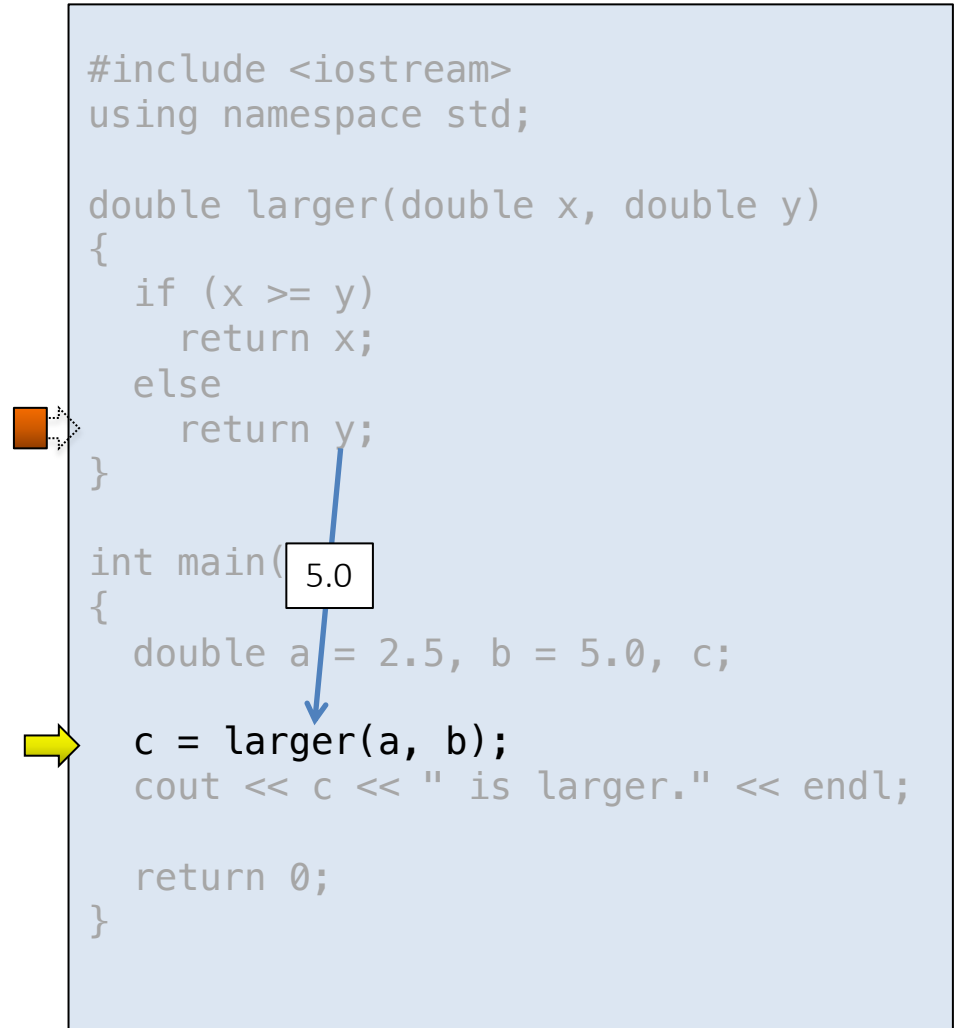 #include <iostream>
using namespace std;
double larger(double x, double y)
{
if (x >= y)
return x;
else
return y;
}
int main(
5.0
{
double a = 2.5, b = 5.0, c;
c = larger(a, b);
cout << c << " is larger." << endl;
return 0;
}